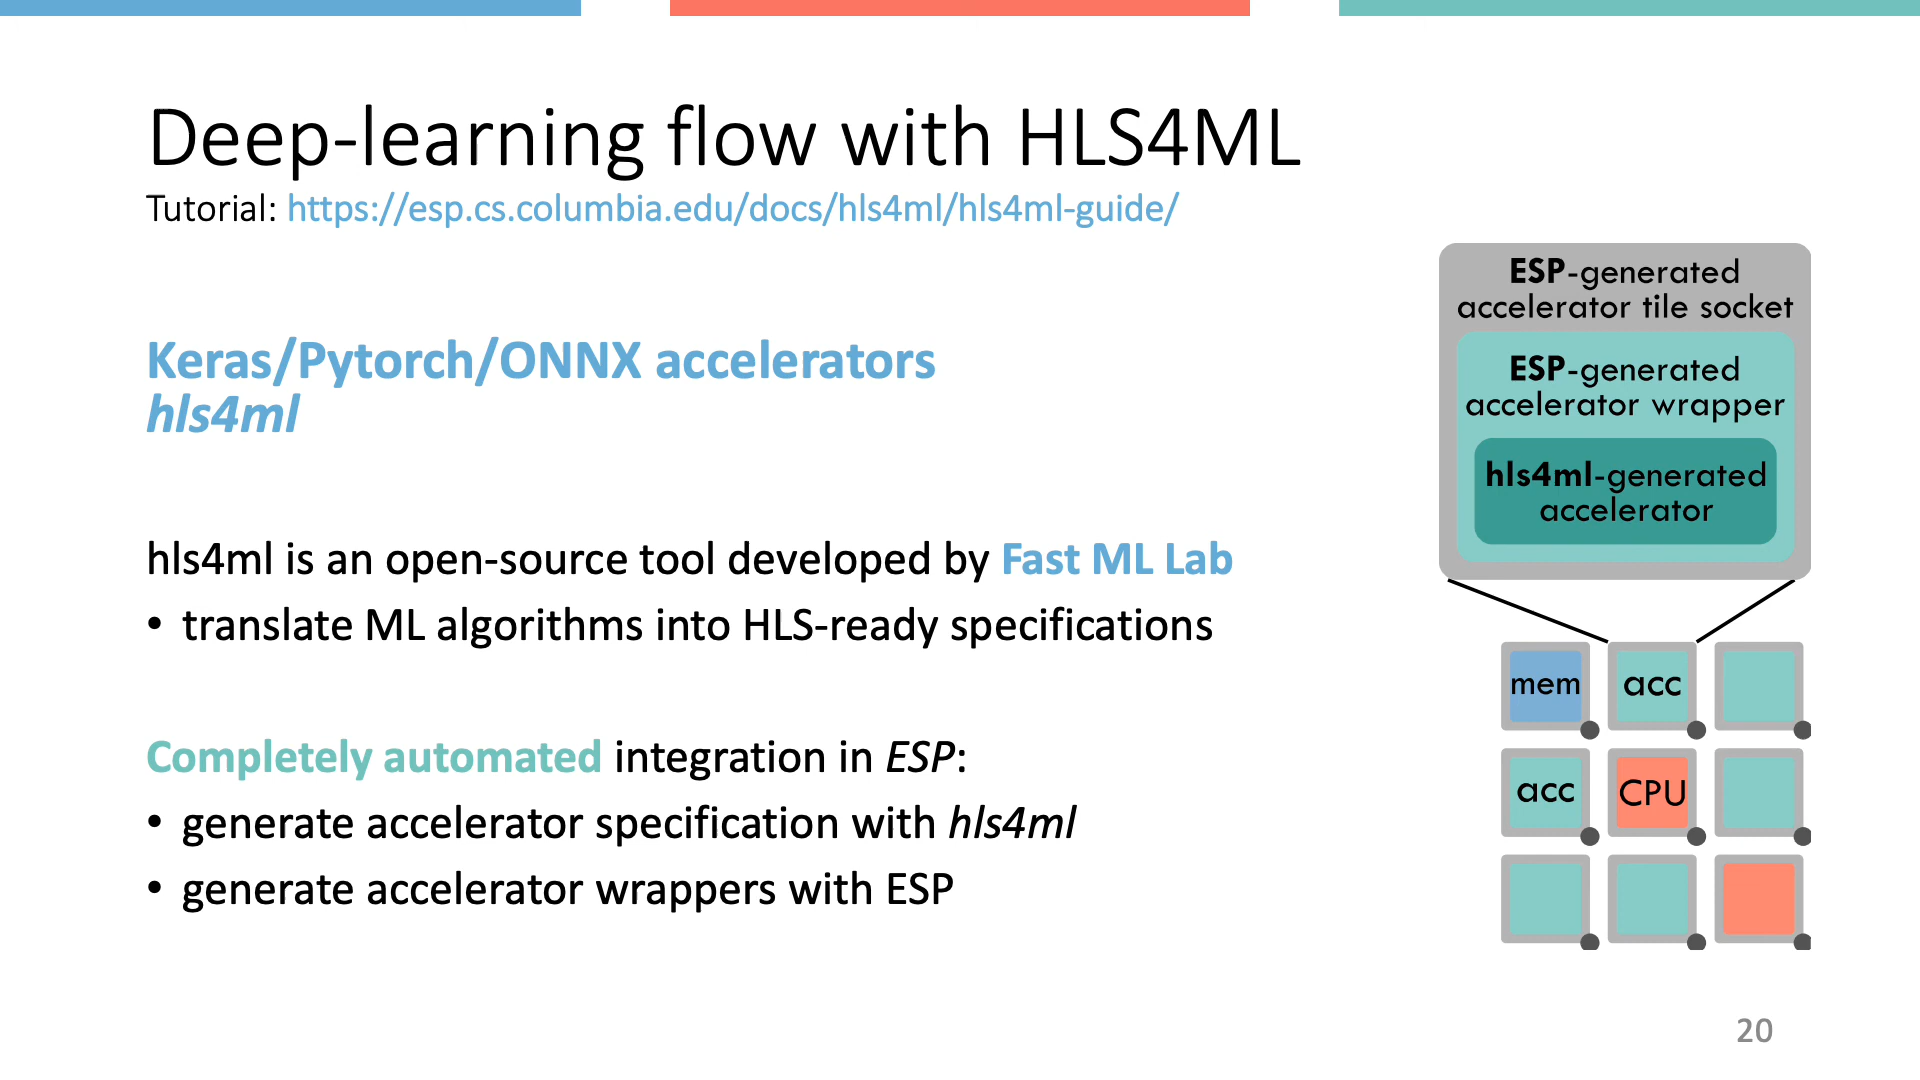 Deep-learning flow with HLS4ML
Tutorial: https://esp.cs.columbia.edu/docs/hls4ml/hls4ml-guide/
Keras/Pytorch/ONNX accelerators
hls4ml
hls4ml is an open-source tool developed by Fast ML Lab
• translate ML algorithms into HLS-ready specifications
Completely automated integration in ESP:
• generate accelerator specification with hls4ml
• generate accelerator wrappers with ESP
ESP-generated
accelerator tile socket
ESP-generated
accelerator wrapper
hls4ml-generated
accelerator
mem acc
acc CPU
20